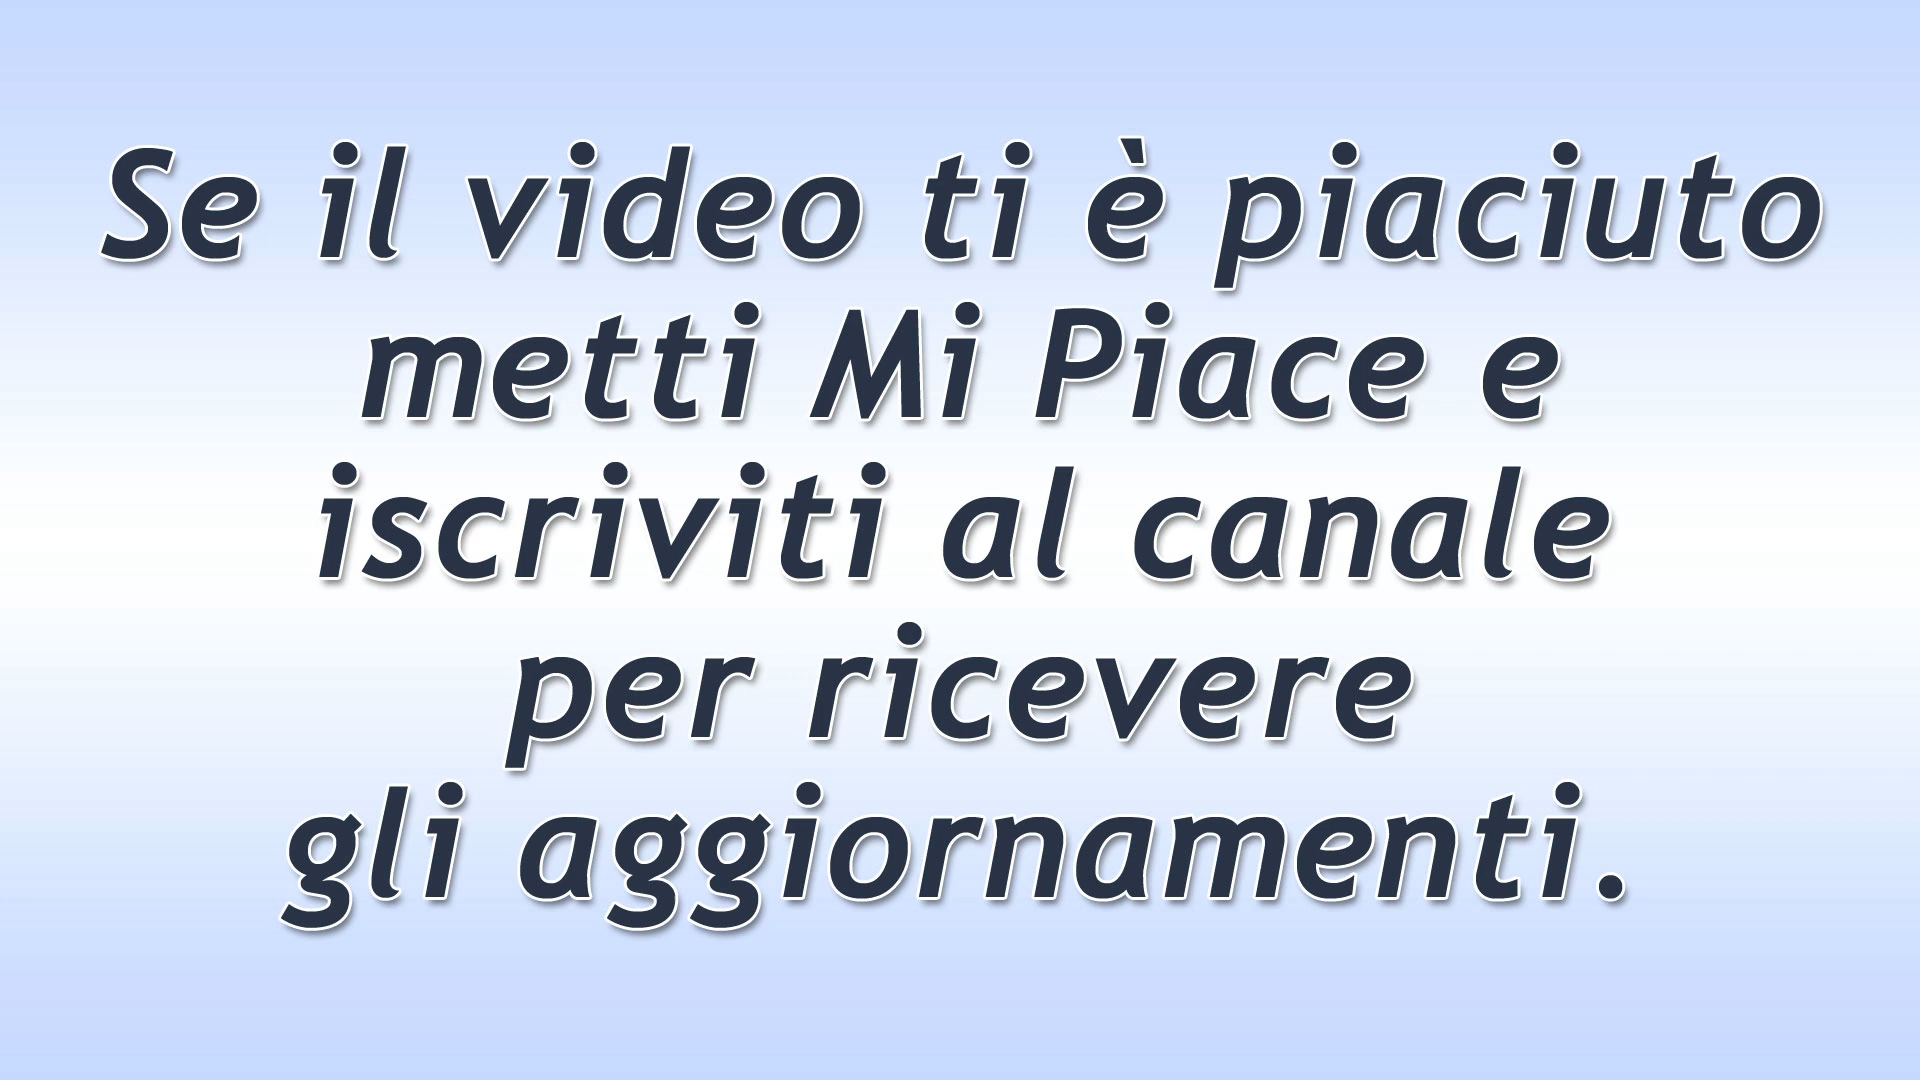 Se il video ti è piaciuto
metti Mi Piace e
iscriviti al canale
per ricevere
gli aggiornamenti.